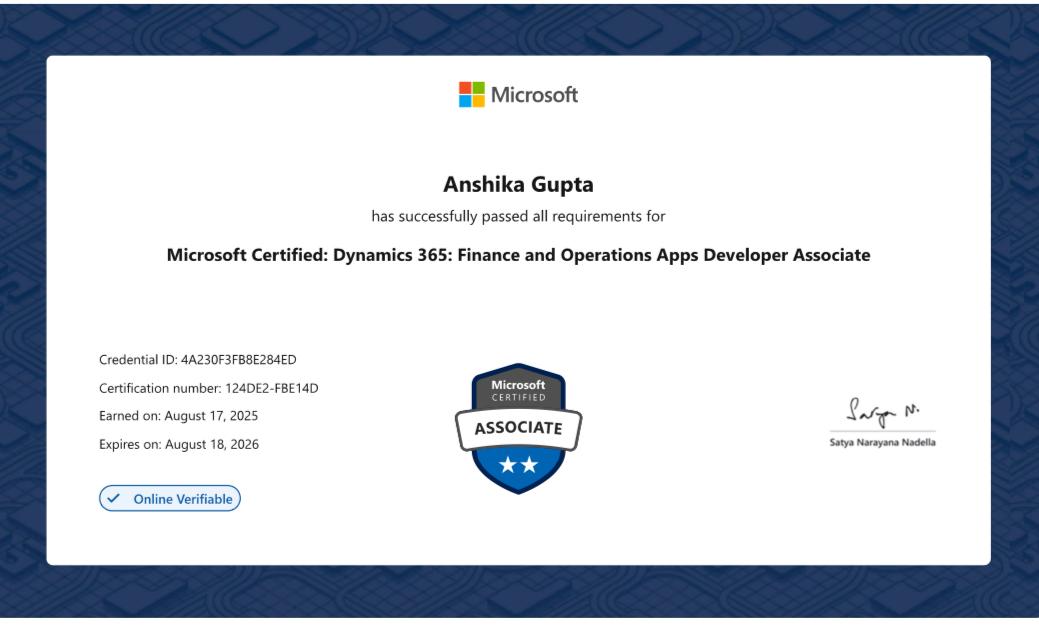 Microsoft
Anshika Gupta
has successfully passed all requirements for
Microsoft Certified: Dynamics 365: Finance and Operations Apps Developer Associate
Credential ID: 4A230F3FB8E284ED
Certification number: 124DE2-FBE14D
Earned on: August 17, 2025
Expires on: August 18, 2026
Online Verifiable
Microsoft
CERTIFIED
ASSOCIATE
Satya N.
Satya Narayana Nadella